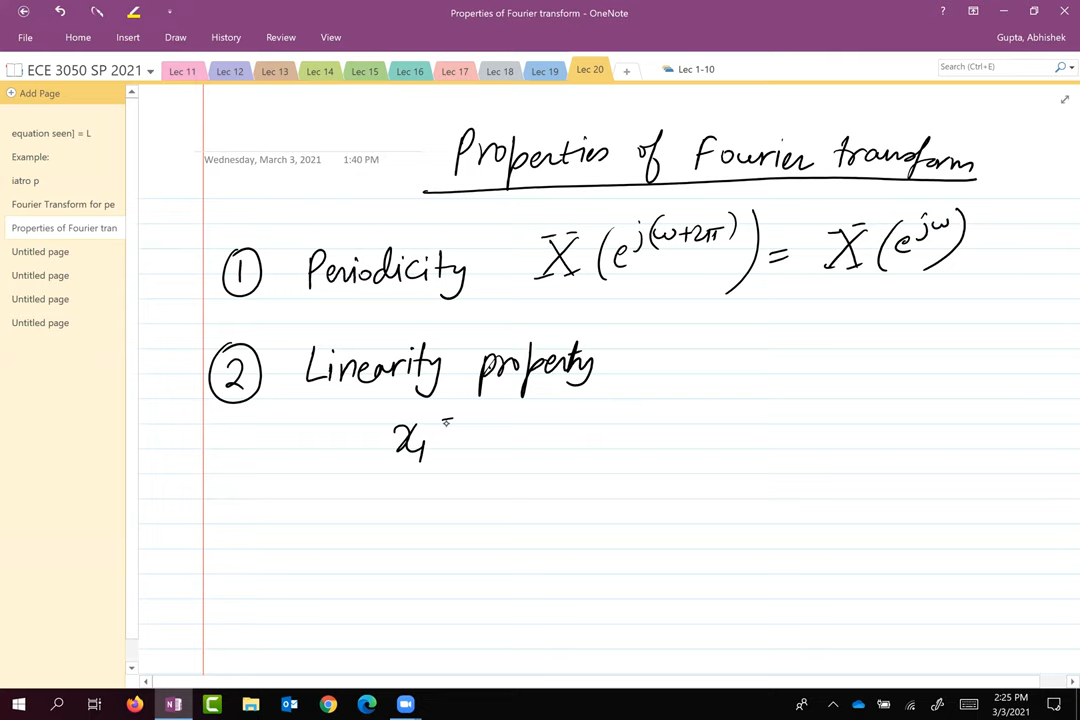 Properties of Fourier transform - OneNote
File Home Insert Draw History Review View
Gupta, Abhishek
ECE 3050 SP 2021
Lec 11 Lec 12 Lec 13 Lec 14 Lec 15 Lec 16 Lec 17 Lec 18 Lec 19 Lec 20 + Lec 1-10
Search (Ctrl+E)
Add Page
equation seen] = L
Example:
iatro p
Fourier Transform for pe
Properties of Fourier tran
Untitled page
Untitled page
Untitled page
Untitled page
Wednesday, March 3, 2021 1:40 PM
Properties of Fourier transform
① Periodicity X(e^{j(ω+2π)}) = X(e^{jω})
② Linearity property
x₁
2:25 PM
3/3/2021